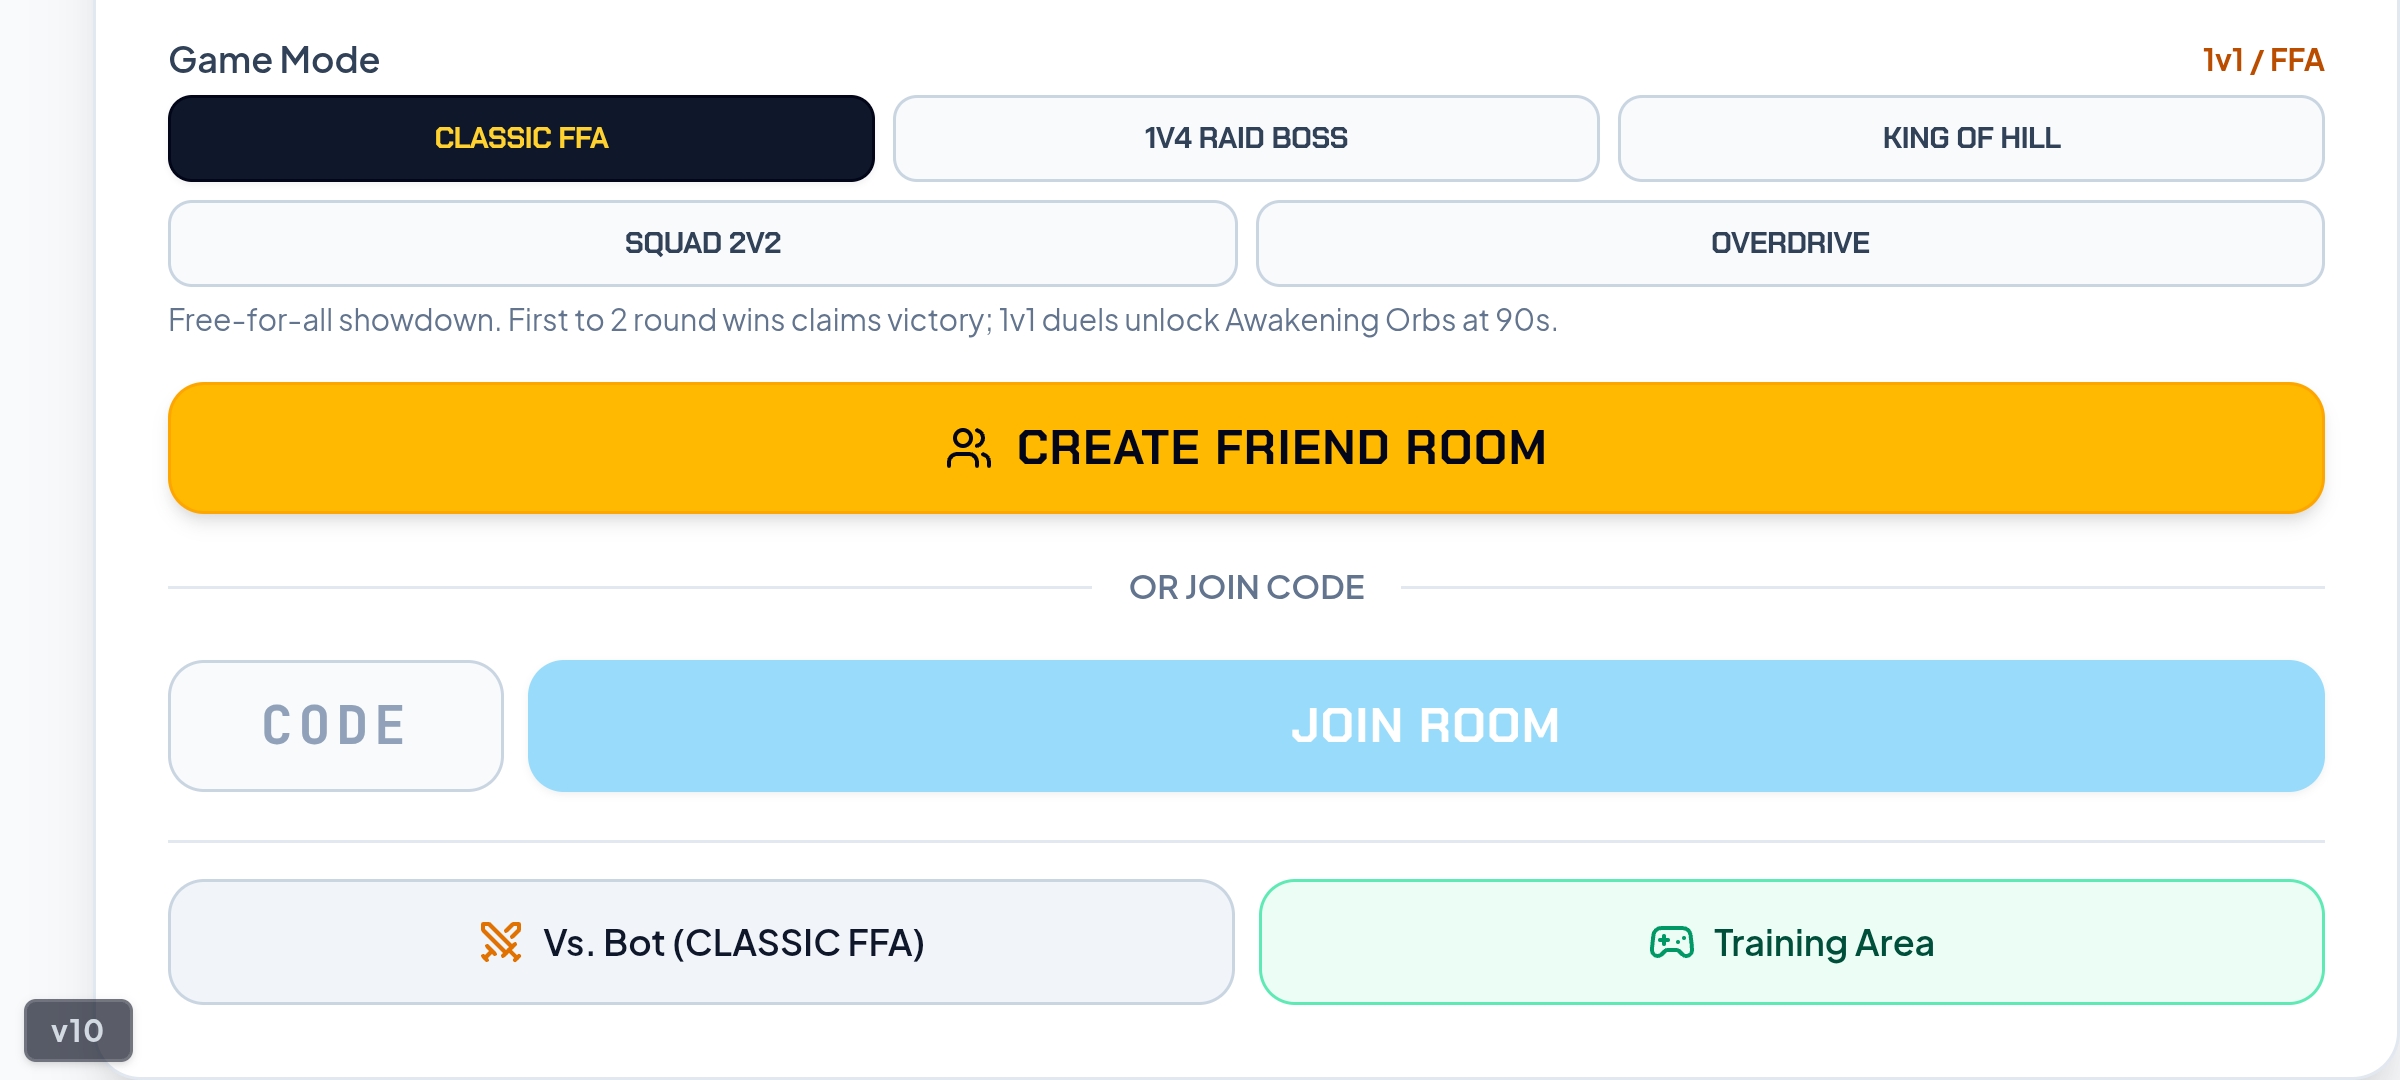 Game Mode
1v1 / FFA
CLASSIC FFA
1V4 RAID BOSS
KING OF HILL
SQUAD 2V2
OVERDRIVE
Free-for-all showdown. First to 2 round wins claims victory; 1v1 duels unlock Awakening Orbs at 90s.
CREATE FRIEND ROOM
OR JOIN CODE
CODE
JOIN ROOM
Vs. Bot (CLASSIC FFA)
Training Area
v10